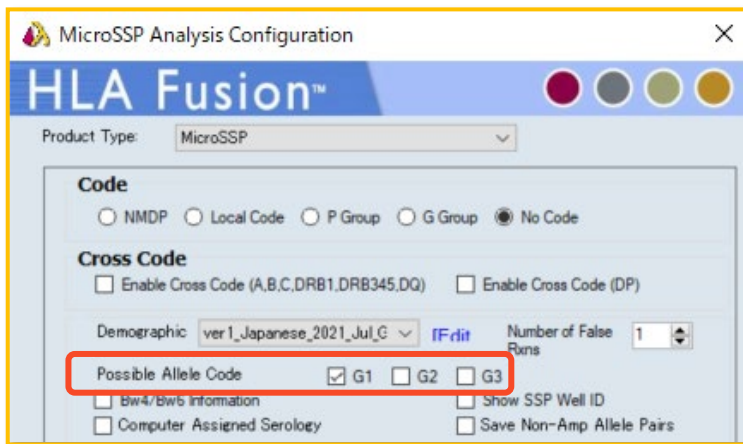 MicroSSP Analysis Configuration
HLA Fusion™
Product Type: MicroSSP
Code
NMDP Local Code P Group G Group No Code
Cross Code
Enable Cross Code (A,B,C,DRB1,DRB345,DQ) Enable Cross Code (DP)
Demographic ver1_Japanese_2021_Jul_G [Edit Number of False Rxns 1
Possible Allele Code G1 G2 G3
Bw4/Bw6 Information Show SSP Well ID
Computer Assigned Serology Save Non-Amp Allele Pairs